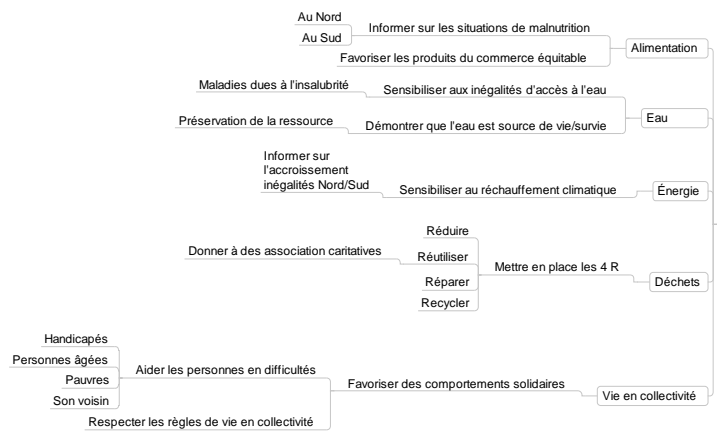 Au Nord
Au Sud
Informer sur les situations de malnutrition
Favoriser les produits du commerce équitable
Alimentation
Maladies dues à l'insalubrité
Sensibiliser aux inégalités d'accès à l'eau
Préservation de la ressource
Démontrer que l'eau est source de vie/survie
Eau
Informer sur
l'accroissement
inégalités Nord/Sud
Sensibiliser au réchauffement climatique
Énergie
Réduire
Donner à des association caritatives
Réutiliser
Réparer
Recycler
Mettre en place les 4 R
Déchets
Handicapés
Personnes âgées
Pauvres
Son voisin
Aider les personnes en difficultés
Respecter les règles de vie en collectivité
Favoriser des comportements solidaires
Vie en collectivité